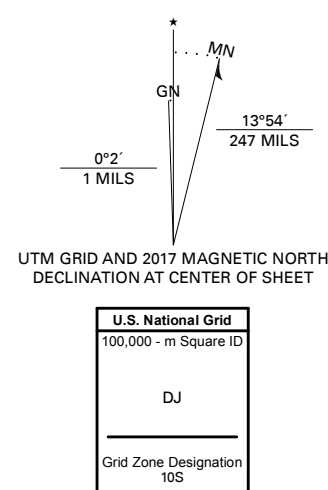 ★
MN
GN
13°54´
247 MILS
0°2´
1 MILS
UTM GRID AND 2017 MAGNETIC NORTH
DECLINATION AT CENTER OF SHEET
U.S. National Grid
100,000 - m Square ID
DJ
Grid Zone Designation
10S